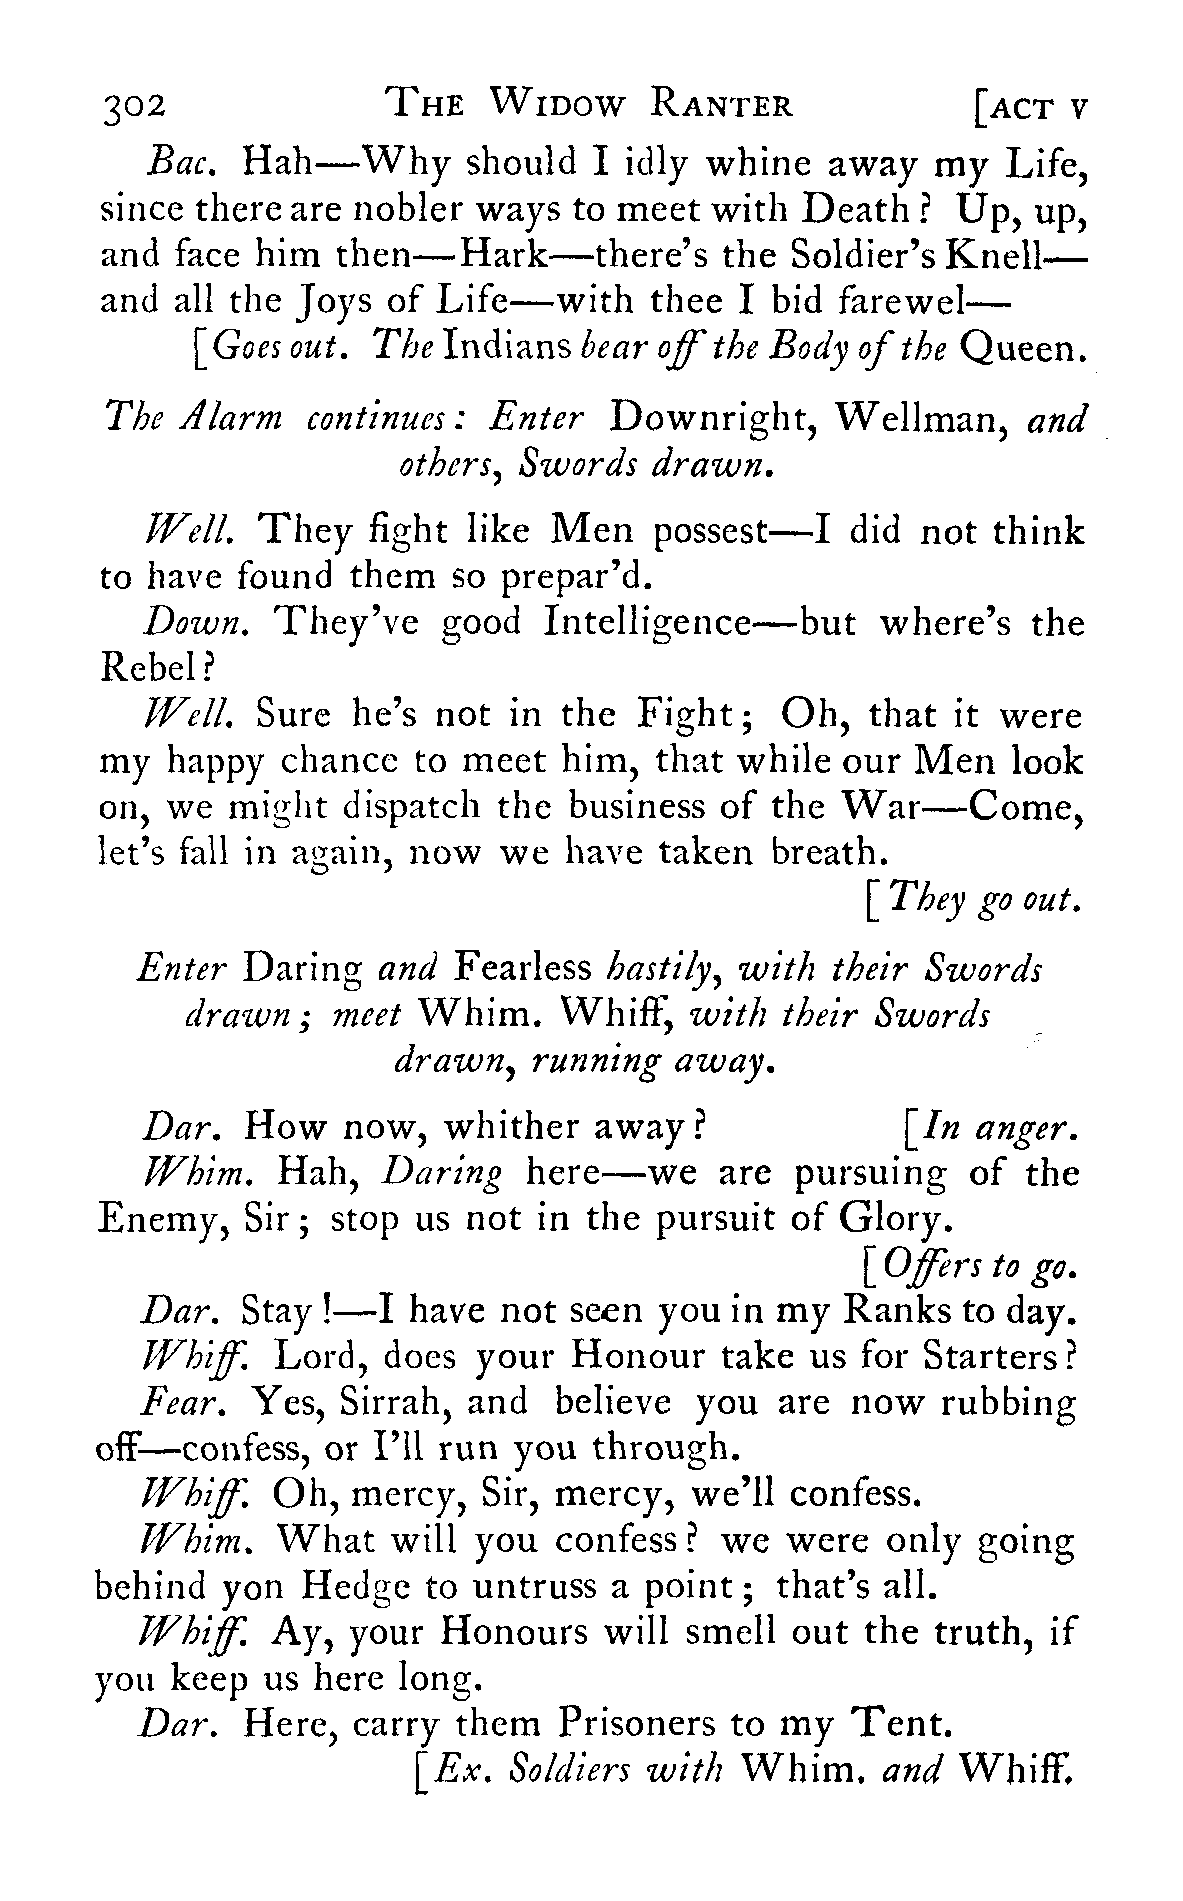 302 THE WIDOW RANTER [ACT V
Bac. Hah—Why should I idly whine away my Life,
since there are nobler ways to meet with Death? Up, up,
and face him then—Hark—there's the Soldier's Knell—
and all the Joys of Life—with thee I bid farewel—
[Goes out. The Indians bear off the Body of the Queen.
The Alarm continues: Enter Downright, Wellman, and
others, Swords drawn.
Well. They fight like Men possest—I did not think
to have found them so prepar'd.
Down. They've good Intelligence—but where's the
Rebel?
Well. Sure he's not in the Fight; Oh, that it were
my happy chance to meet him, that while our Men look
on, we might dispatch the business of the War—Come,
let's fall in again, now we have taken breath.
[They go out.
Enter Daring and Fearless hastily, with their Swords
drawn; meet Whim. Whiff, with their Swords
drawn, running away.
Dar. How now, whither away? [In anger.
Whim. Hah, Daring here—we are pursuing of the
Enemy, Sir; stop us not in the pursuit of Glory.
[Offers to go.
Dar. Stay!—I have not seen you in my Ranks to day.
Whiff. Lord, does your Honour take us for Starters?
Fear. Yes, Sirrah, and believe you are now rubbing
off—confess, or I'll run you through.
Whiff. Oh, mercy, Sir, mercy, we'll confess.
Whim. What will you confess? we were only going
behind yon Hedge to untruss a point; that's all.
Whiff. Ay, your Honours will smell out the truth, if
you keep us here long.
Dar. Here, carry them Prisoners to my Tent.
[Ex. Soldiers with Whim. and Whiff.